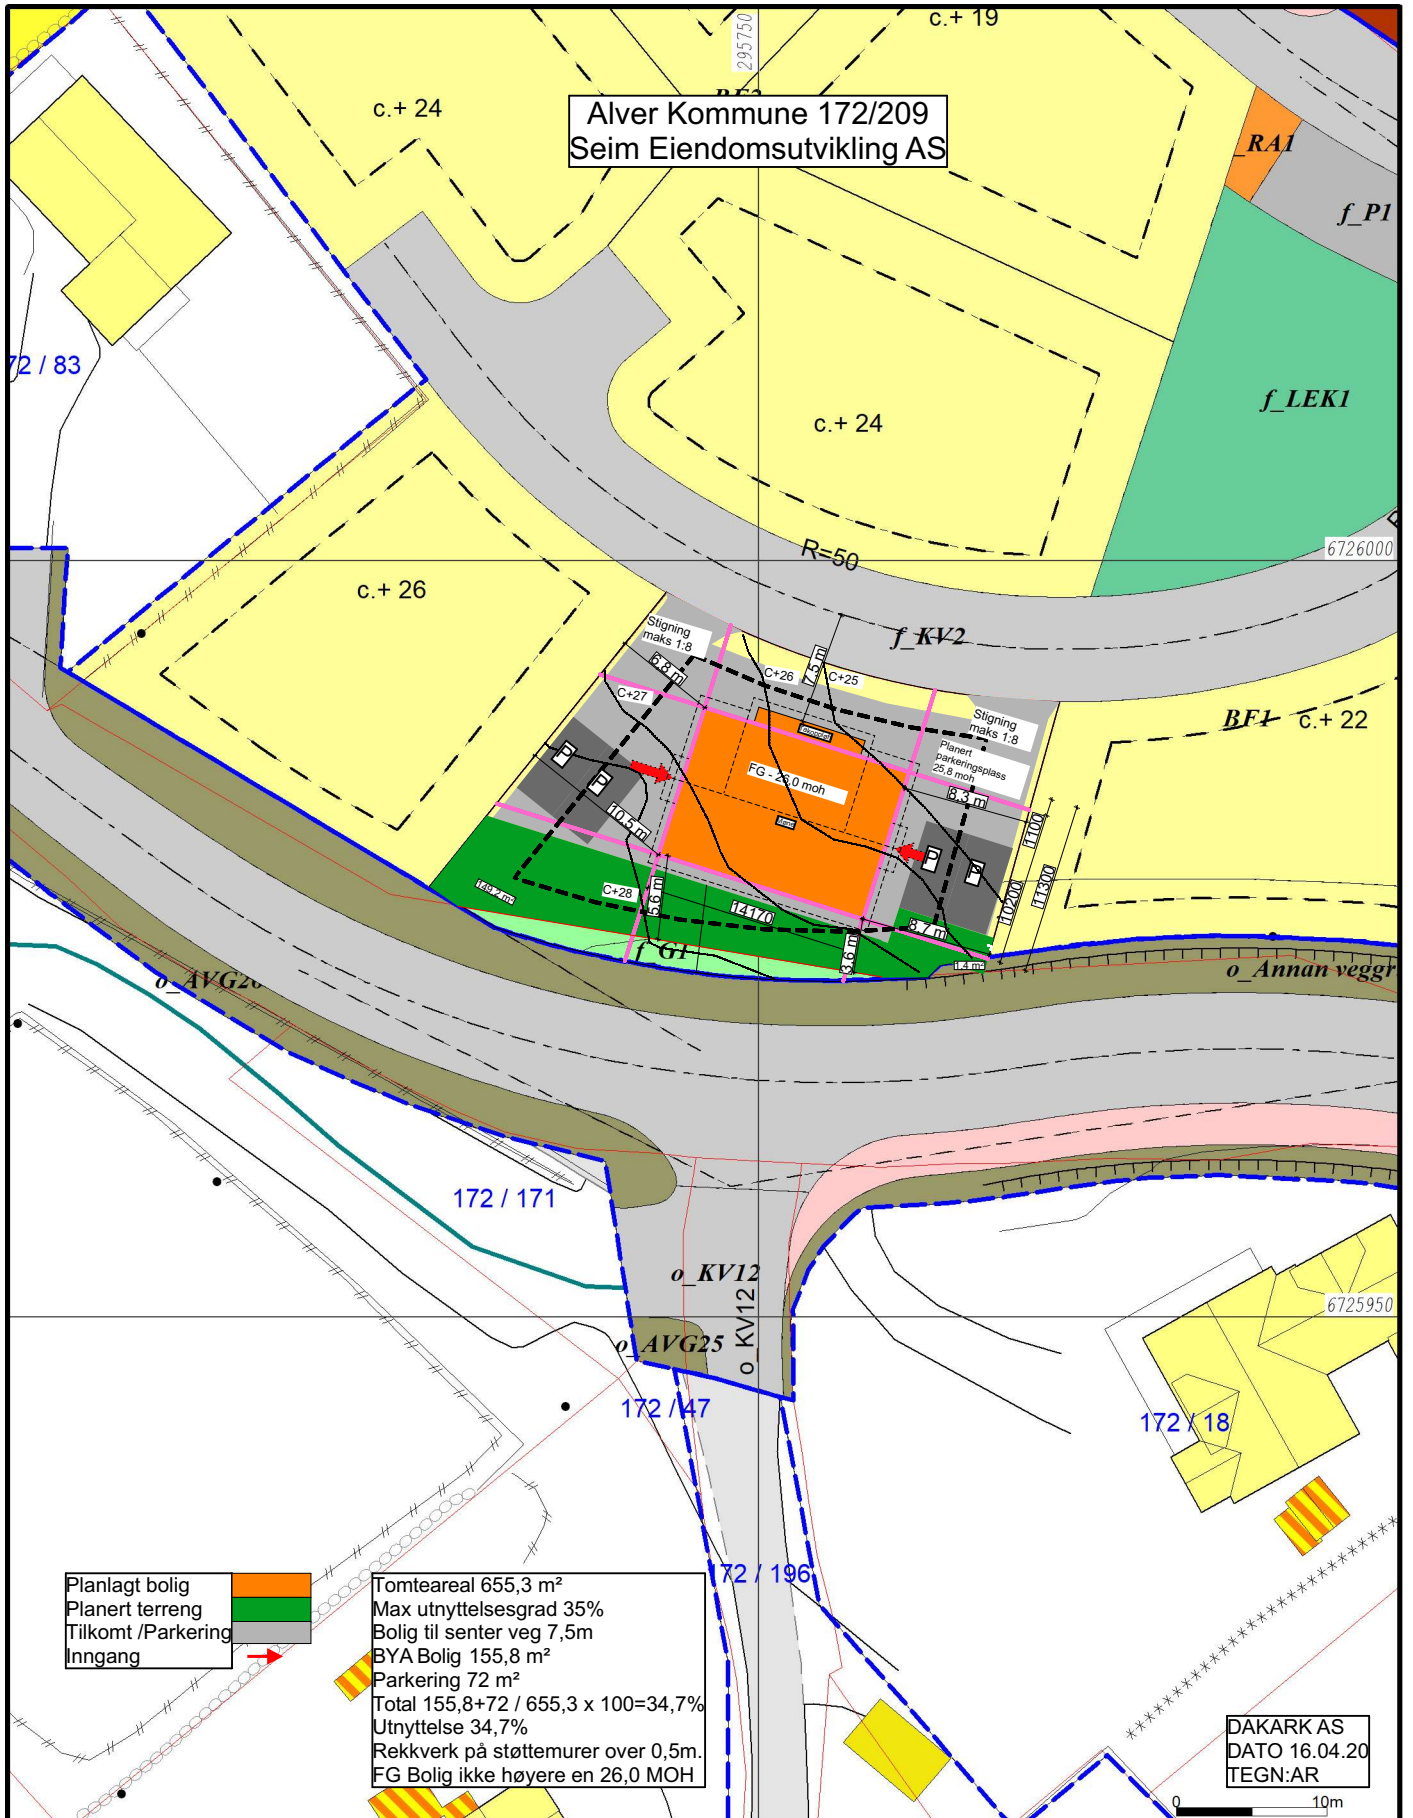 c.+ 19
295750
c.+ 24
Alver Kommune 172/209
Seim Eiendomsutvikling AS
_RA1
f_P1
72 / 83
f_LEK1
c.+ 24
R=50
6726000
c.+ 26
f_KV2
Stigning
maks 1:8
6.8 m
7,5 m
C+26
C+25
C+27
Stigning
maks 1:8
BF1
c.+ 22
Planert
parkeringsplass
25,8 moh
FG - 26,0 moh
P
P
8.3 m
10.5 m
1100
P
P
C+28
5.6 m
14170
10200
11300
149.2 m²
8.7 m
3.6 m
1.4 m²
f_G1
o_Annan veggr
o_AVG26
172 / 171
o_KV12
o_KV12
6725950
o_AVG25
172 / 47
172 / 18
172 / 196
Planlagt bolig
Planert terreng
Tilkomt /Parkering
Inngang
Tomteareal 655,3 m²
Max utnyttelsesgrad 35%
Bolig til senter veg 7,5m
BYA Bolig 155,8 m²
Parkering 72 m²
Total 155,8+72 / 655,3 x 100=34,7%
Utnyttelse 34,7%
Rekkverk på støttemurer over 0,5m.
FG Bolig ikke høyere en 26,0 MOH
DAKARK AS
DATO 16.04.20
TEGN:AR
0
10m